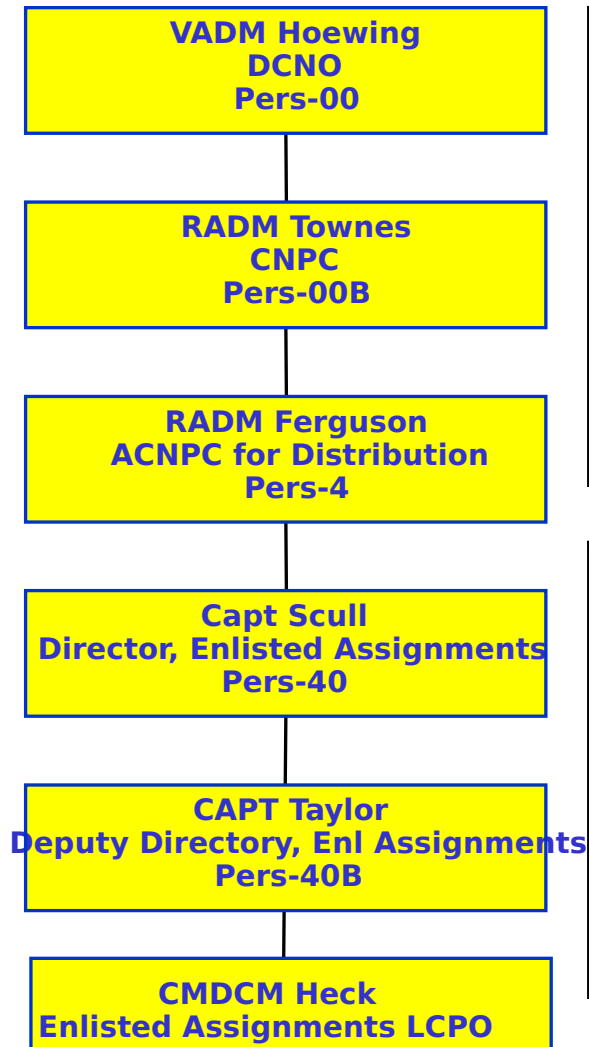 VADM Hoewing
DCNO
Pers-00
RADM Townes
CNPC
Pers-00B
RADM Ferguson
ACNPC for Distribution
Pers-4
Capt Scull
Director, Enlisted Assignments
Pers-40
CAPT Taylor
Deputy Directory, Enl Assignments
Pers-40B
CMDCM Heck
Enlisted Assignments LCPO